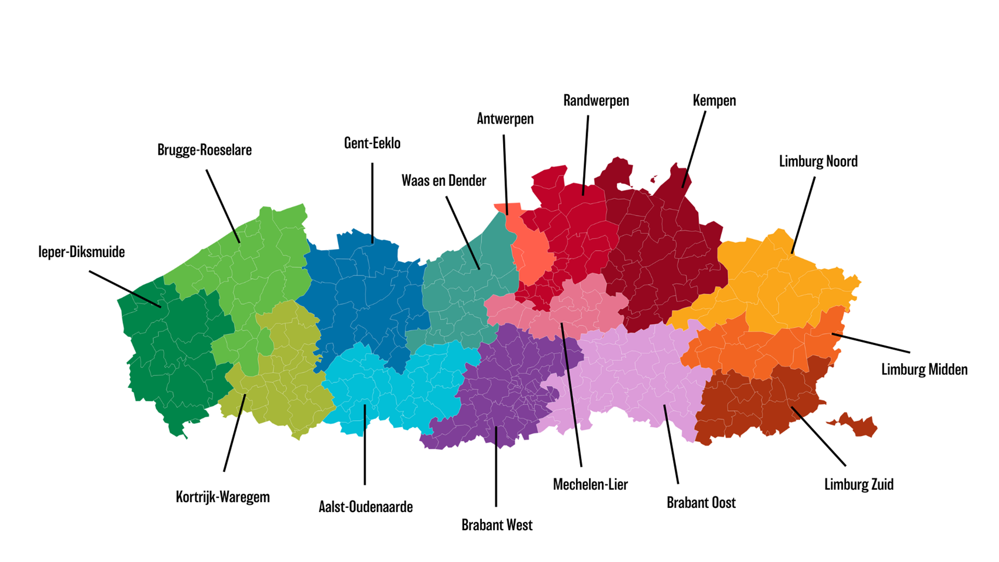 Randwerpen
Kempen
Antwerpen
Gent-Eeklo
Brugge-Roeselare
Limburg Noord
Waas en Dender
Ieper-Diksmuide
Limburg Midden
Mechelen-Lier
Limburg Zuid
Kortrijk-Waregem
Brabant Oost
Aalst-Oudenaarde
Brabant West